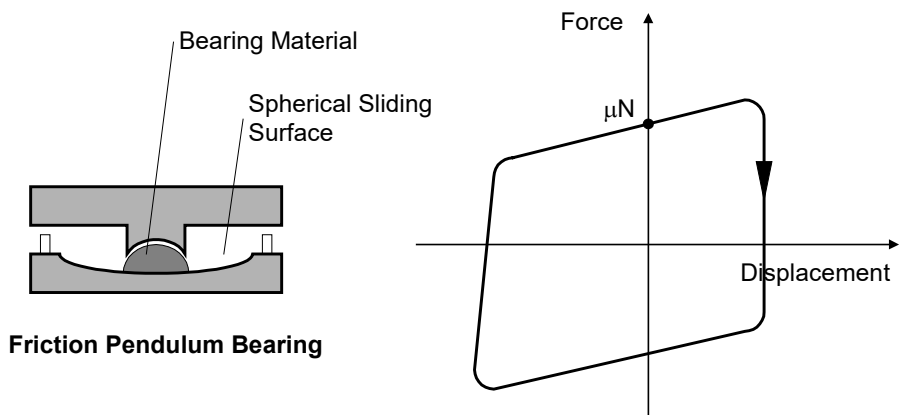 Bearing Material
Spherical Sliding
Surface
Friction Pendulum Bearing
Force
μN
Displacement